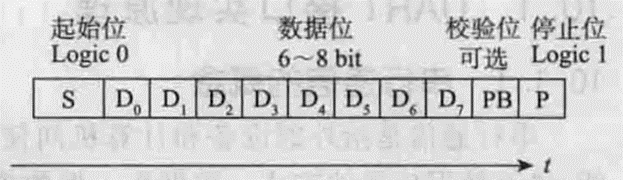 起始位 数据位 校验位 停止位
Logic 0 6～8 bit 可选 Logic 1
S D₀ D₁ D₂ D₃ D₄ D₅ D₆ D₇ PB P
t